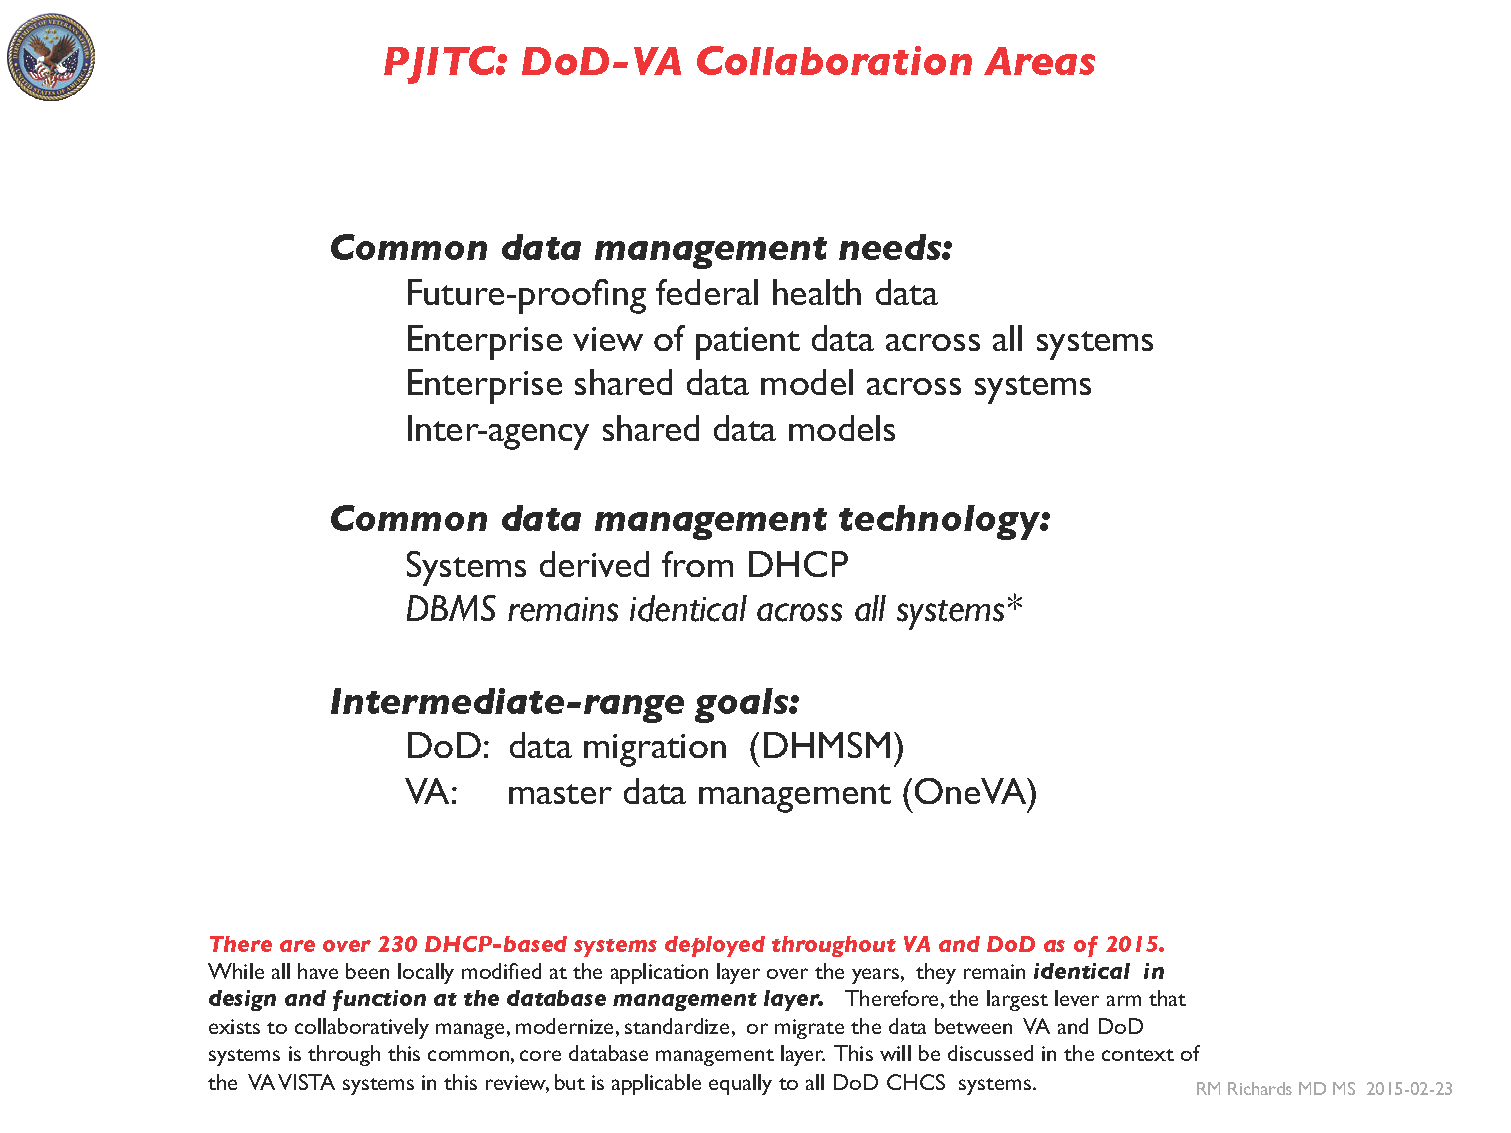 PJITC: DoD-VA Collaboration Areas
Common data management needs:
Future-proofing federal health data
Enterprise view of patient data across all systems
Enterprise shared data model across systems
Inter-agency shared data models
Common data management technology:
Systems derived from DHCP
DBMS remains identical across all systems*
Intermediate-range goals:
DoD: data migration (DHMSM)
VA: master data management (OneVA)
There are over 230 DHCP-based systems deployed throughout VA and DoD as of 2015.
While all have been locally modified at the application layer over the years, they remain identical in
design and function at the database management layer. Therefore, the largest lever arm that
exists to collaboratively manage, modernize, standardize, or migrate the data between VA and DoD
systems is through this common, core database management layer. This will be discussed in the context of
the VA VISTA systems in this review, but is applicable equally to all DoD CHCS systems.
RM Richards MD MS 2015-02-23